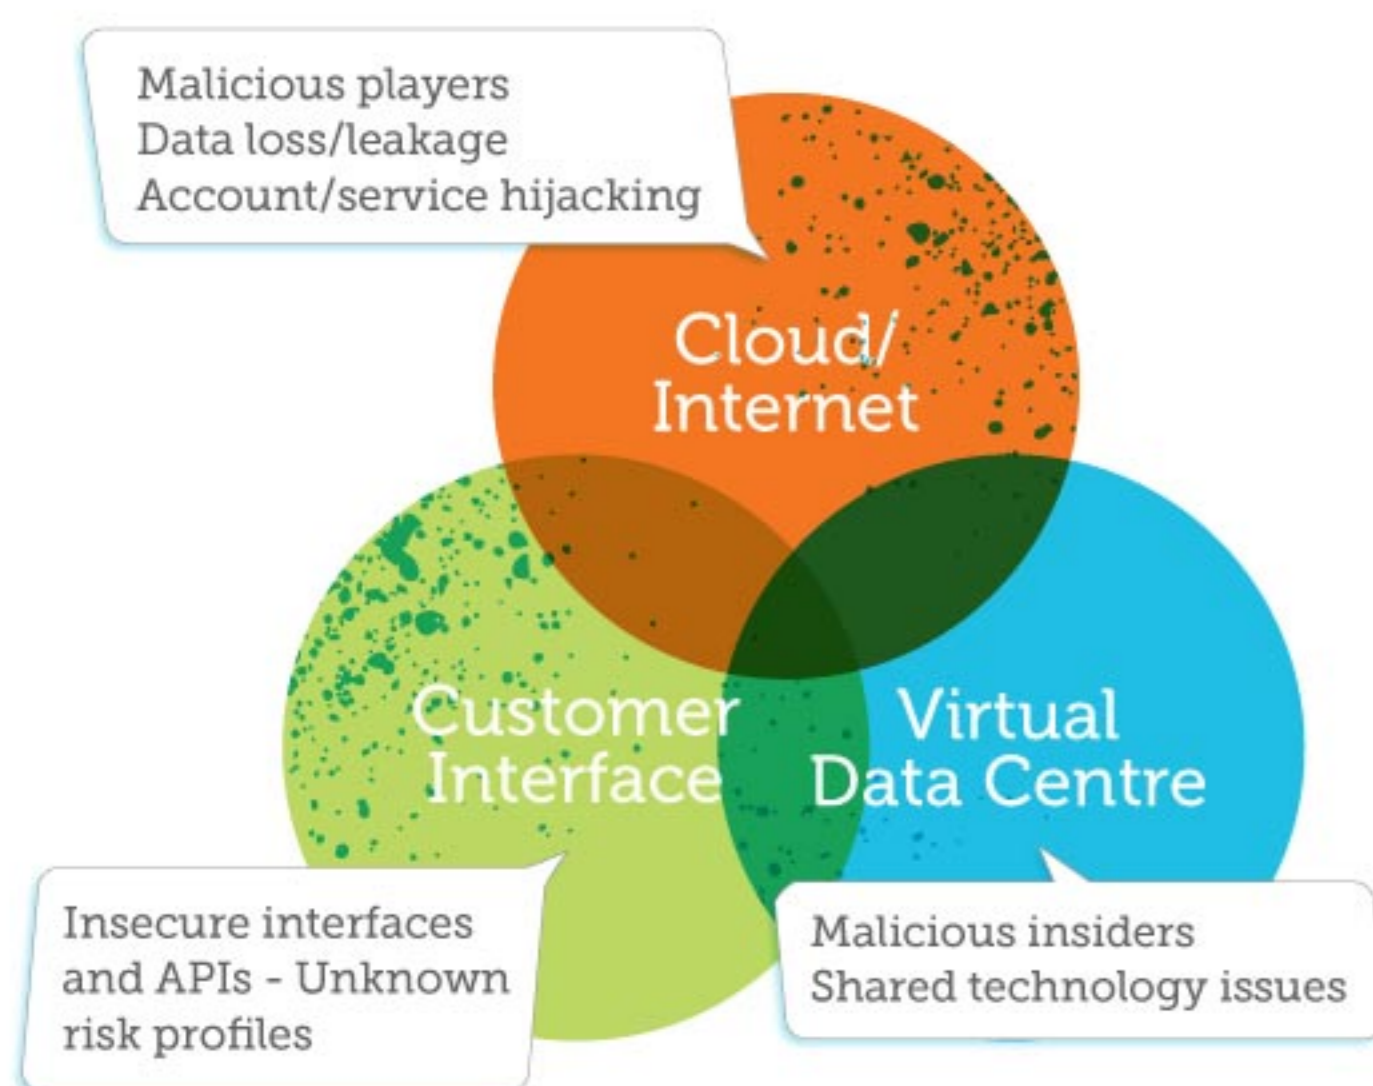 Malicious players
Data loss/leakage
Account/service hijacking
Cloud/
Internet
Customer
Interface
Virtual
Data Centre
Insecure interfaces
and APIs - Unknown
risk profiles
Malicious insiders
Shared technology issues